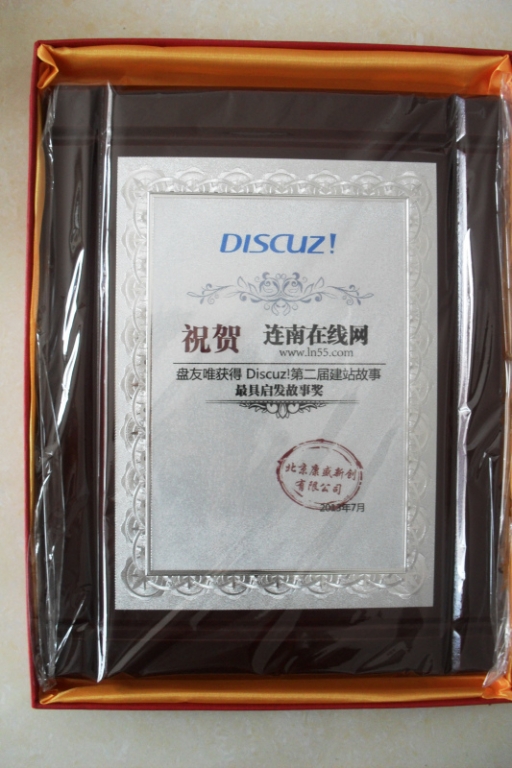 DISCUZ!
祝贺 连南在线网
www.ln55.com
盘友唯获得 Discuz!第二届建站故事
最具启发故事奖
北京康盛新创
有限公司
2013年7月